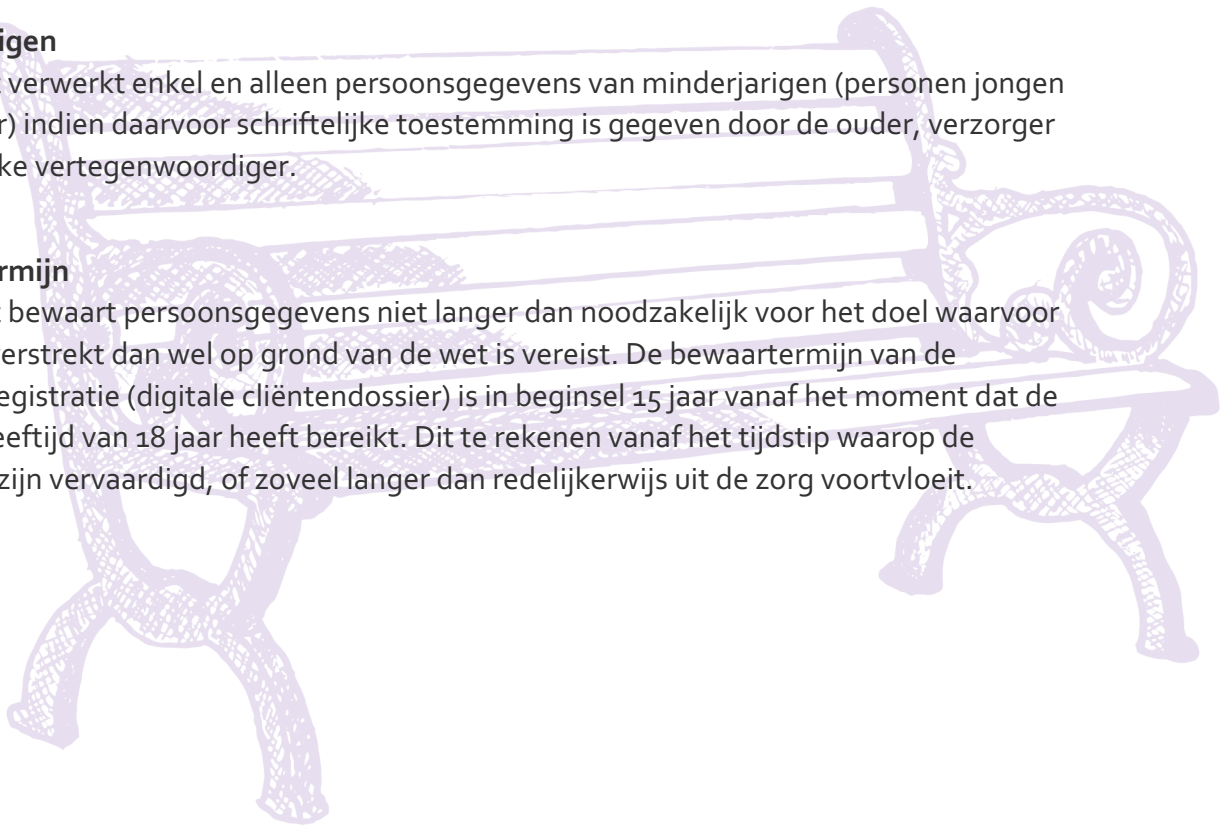 igen
verwerkt enkel en alleen persoonsgegevens van minderjarigen (personen jongen
r) indien daarvoor schriftelijke toestemming is gegeven door de ouder, verzorger
ke vertegenwoordiger.
rmijn
t bewaart persoonsgegevens niet langer dan noodzakelijk voor het doel waarvoor
verstrekt dan wel op grond van de wet is vereist. De bewaartermijn van de
egistratie (digitale cliëntendossier) is in beginsel 15 jaar vanaf het moment dat de
eeftijd van 18 jaar heeft bereikt. Dit te rekenen vanaf het tijdstip waarop de
zijn vervaardigd, of zoveel langer dan redelijkerwijs uit de zorg voortvloeit.